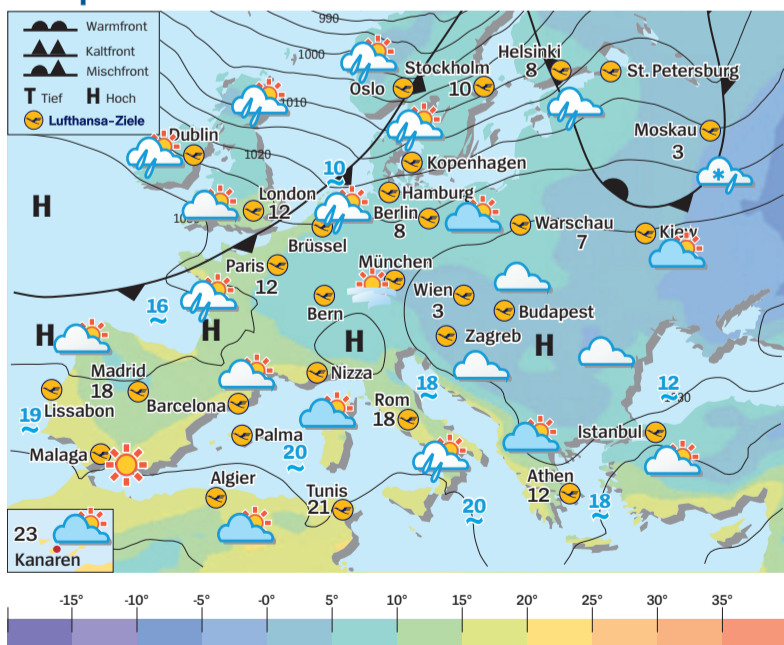 Warmfront
Kaltfront
Mischfront
T Tief H Hoch
Lufthansa-Ziele
990
1000
1010
1020
Oslo
Stockholm
10
Helsinki
8
St. Petersburg
Moskau
3
Dublin
Kopenhagen
H
London
12
10
Hamburg
Berlin
8
Warschau
7
Kiew
Brüssel
Paris
12
München
Bern
Wien
3
Budapest
Zagreb
16
H
H
H
H
Madrid
18
Nizza
18
12
1030
Lissabon
Barcelona
Rom
18
19
Palma
Istanbul
Malaga
20
Algier
Tunis
21
20
Athen
12
18
23
Kanaren
-15° -10° -5° -0° 5° 10° 15° 20° 25° 30° 35°